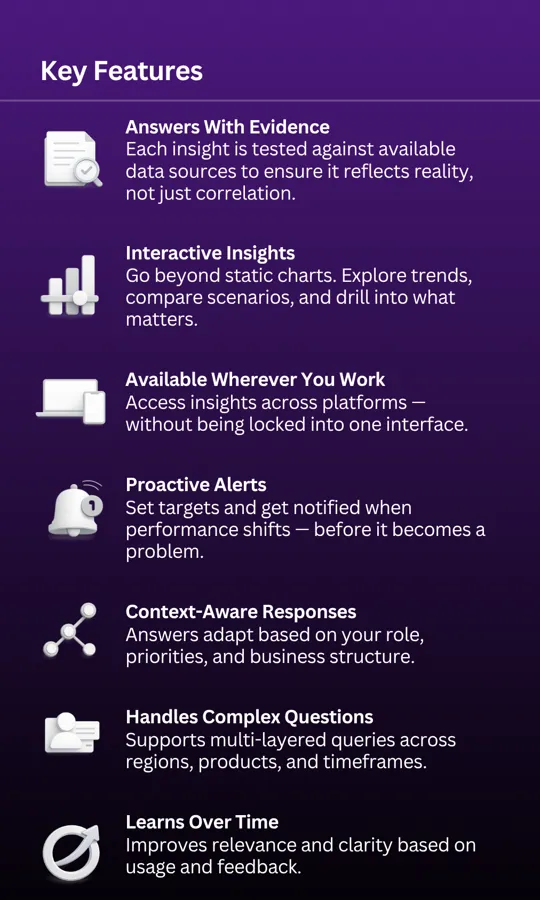 Key Features
Answers With Evidence
Each insight is tested against available
data sources to ensure it reflects reality,
not just correlation.
Interactive Insights
Go beyond static charts. Explore trends,
compare scenarios, and drill into what
matters.
Available Wherever You Work
Access insights across platforms —
without being locked into one interface.
Proactive Alerts
1
Set targets and get notified when
performance shifts — before it becomes a
problem.
Context-Aware Responses
Answers adapt based on your role,
priorities, and business structure.
Handles Complex Questions
Supports multi-layered queries across
regions, products, and timeframes.
Learns Over Time
Improves relevance and clarity based on
usage and feedback.